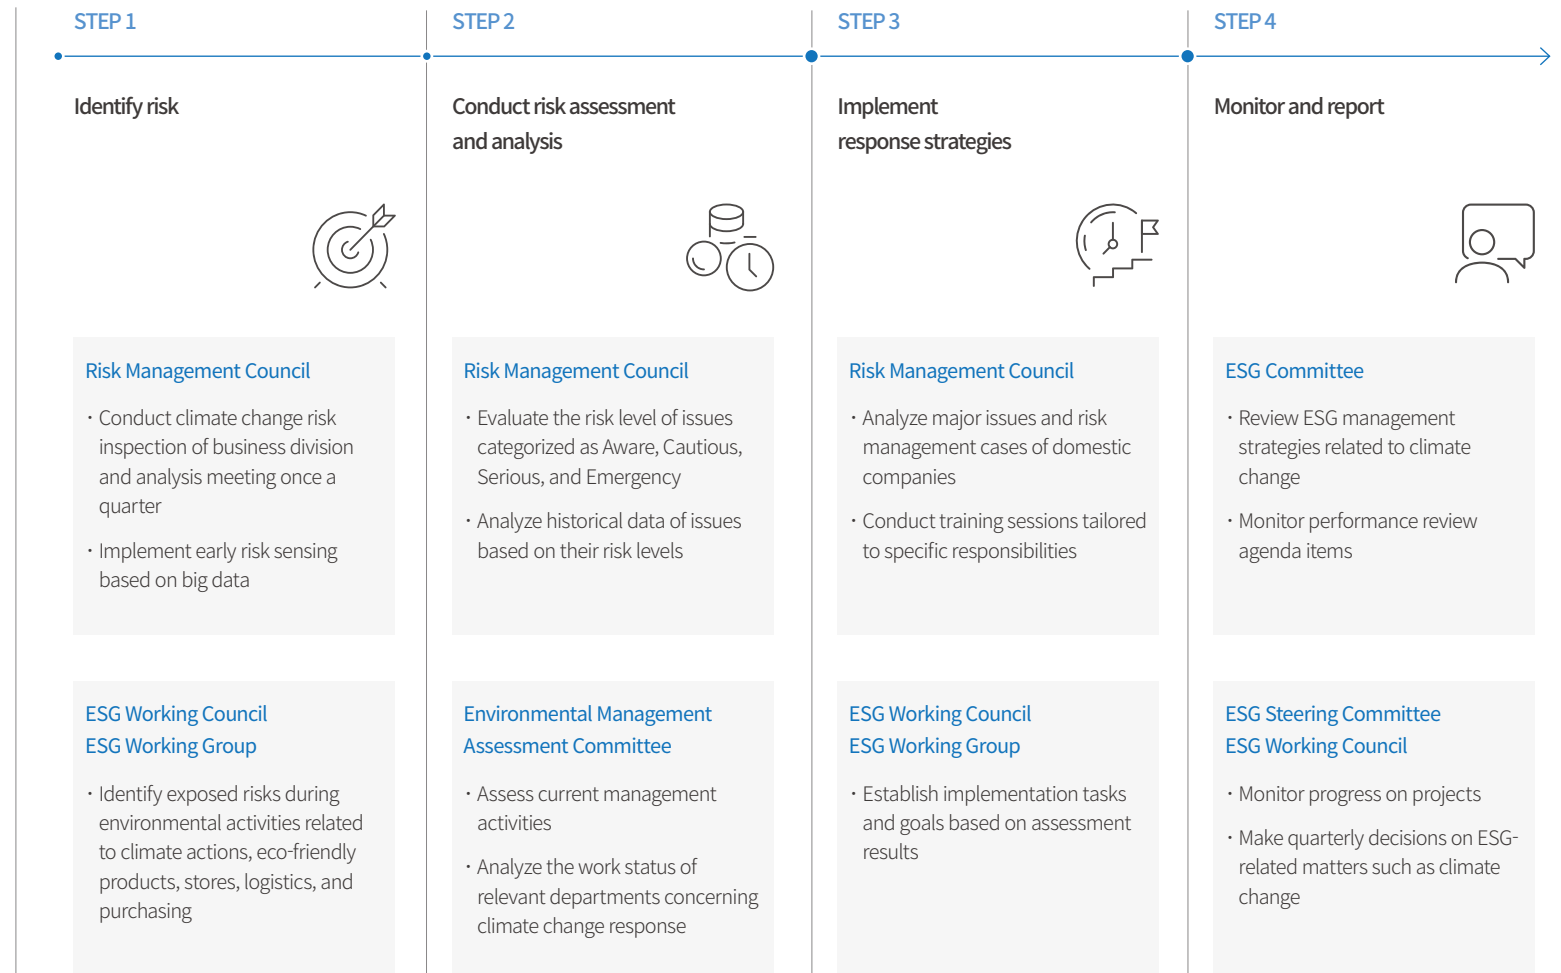 STEP 1
Identify risk
Risk Management Council
· Conduct climate change risk
inspection of business division
and analysis meeting once a
quarter
· Implement early risk sensing
based on big data
ESG Working Council
ESG Working Group
· Identify exposed risks during
environmental activities related
to climate actions, eco-friendly
products, stores, logistics, and
purchasing
STEP 2
Conduct risk assessment
and analysis
Risk Management Council
· Evaluate the risk level of issues
categorized as Aware, Cautious,
Serious, and Emergency
· Analyze historical data of issues
based on their risk levels
Environmental Management
Assessment Committee
· Assess current management
activities
· Analyze the work status of
relevant departments concerning
climate change response
STEP 3
Implement
response strategies
Risk Management Council
· Analyze major issues and risk
management cases of domestic
companies
· Conduct training sessions tailored
to specific responsibilities
ESG Working Council
ESG Working Group
· Establish implementation tasks
and goals based on assessment
results
STEP 4
Monitor and report
ESG Committee
· Review ESG management
strategies related to climate
change
· Monitor performance review
agenda items
ESG Steering Committee
ESG Working Council
· Monitor progress on projects
· Make quarterly decisions on ESG-
related matters such as climate
change